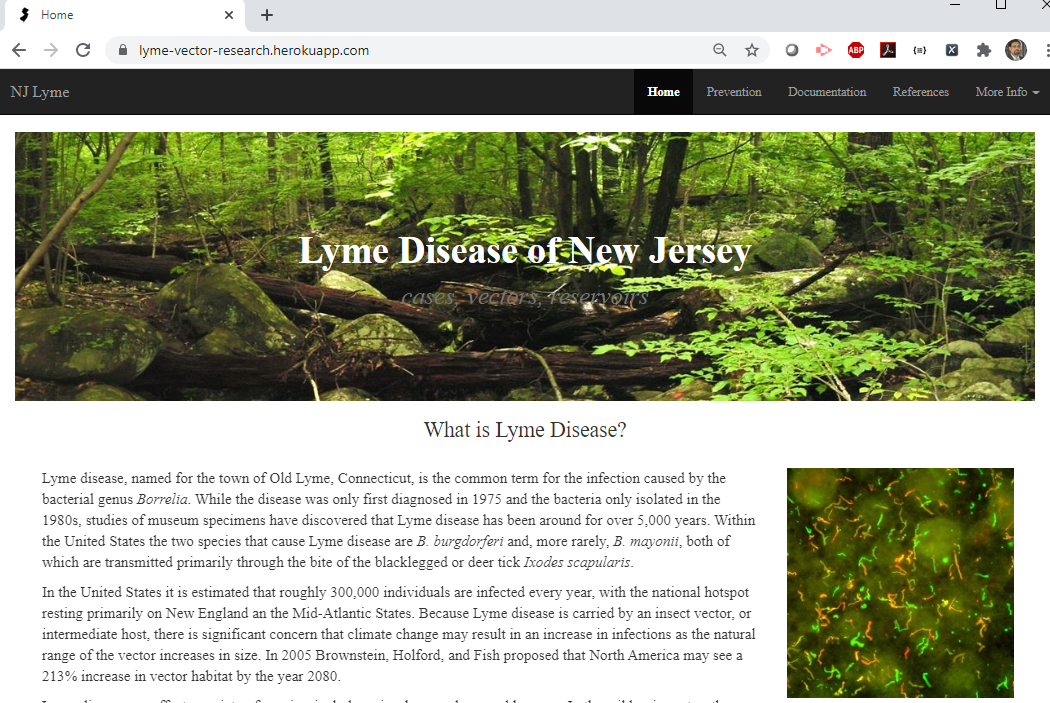 Home
lyme-vector-research.herokuapp.com
ABP
{≡}
X
NJ Lyme
Home
Prevention
Documentation
References
More Info
Lyme Disease of New Jersey
cases, vectors, reservoirs
What is Lyme Disease?
Lyme disease, named for the town of Old Lyme, Connecticut, is the common term for the infection caused by the
bacterial genus Borrelia. While the disease was only first diagnosed in 1975 and the bacteria only isolated in the
1980s, studies of museum specimens have discovered that Lyme disease has been around for over 5,000 years. Within
the United States the two species that cause Lyme disease are B. burgdorferi and, more rarely, B. mayonii, both of
which are transmitted primarily through the bite of the blacklegged or deer tick Ixodes scapularis.
In the United States it is estimated that roughly 300,000 individuals are infected every year, with the national hotspot
resting primarily on New England an the Mid-Atlantic States. Because Lyme disease is carried by an insect vector, or
intermediate host, there is significant concern that climate change may result in an increase in infections as the natural
range of the vector increases in size. In 2005 Brownstein, Holford, and Fish proposed that North America may see a
213% increase in vector habitat by the year 2080.